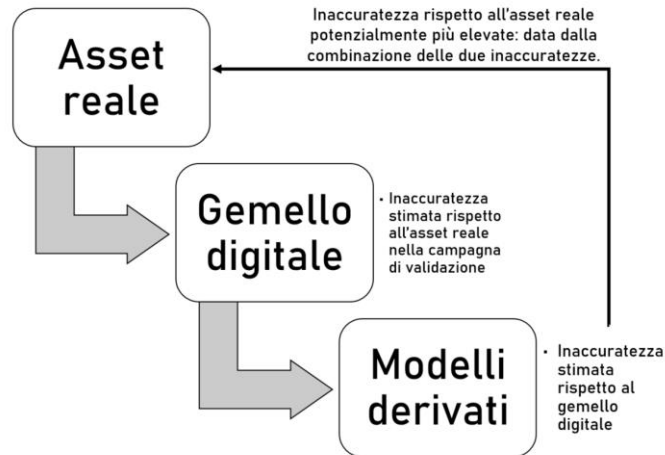 Inaccuratezza rispetto all'asset reale
potenzialmente più elevate: data dalla
combinazione delle due inaccuratezze.
Asset
reale
Gemello
digitale
• Inaccuratezza
stimata rispetto
all'asset reale
nella campagna
di validazione
Modelli
derivati
• Inaccuratezza
stimata
rispetto al
gemello
digitale